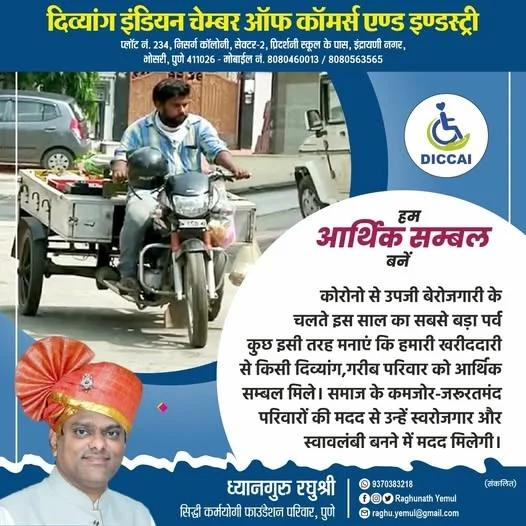 दिव्यांग इंडियन चेम्बर ऑफ कॉमर्स एण्ड इण्डस्ट्री
प्लॉट नं. 234, निसर्ग कॉलोनी, सेक्टर-2, प्रिदर्शनी स्कूल के पास, इंद्रायणी नगर,
भोसरी, पुणे 411026 - मोबाईल नं. 8080460013 / 8080563565
DICCAI
हम
आर्थिक सम्बल
बनें
कोरोनो से उपजी बेरोजगारी के
चलते इस साल का सबसे बड़ा पर्व
कुछ इसी तरह मनाएं कि हमारी खरीददारी
से किसी दिव्यांग,गरीब परिवार को आर्थिक
सम्बल मिले। समाज के कमजोर-जरूरतमंद
परिवारों की मदद से उन्हें स्वरोजगार और
स्वावलंबी बनने में मदद मिलेगी।
ध्यानगुरु रघुश्री
सिद्धी कर्मयोगी फाउंडेशन परिवार, पुणे
9370383218
(संकलित)
Raghunath Yemul
raghu.yemul@gmail.com